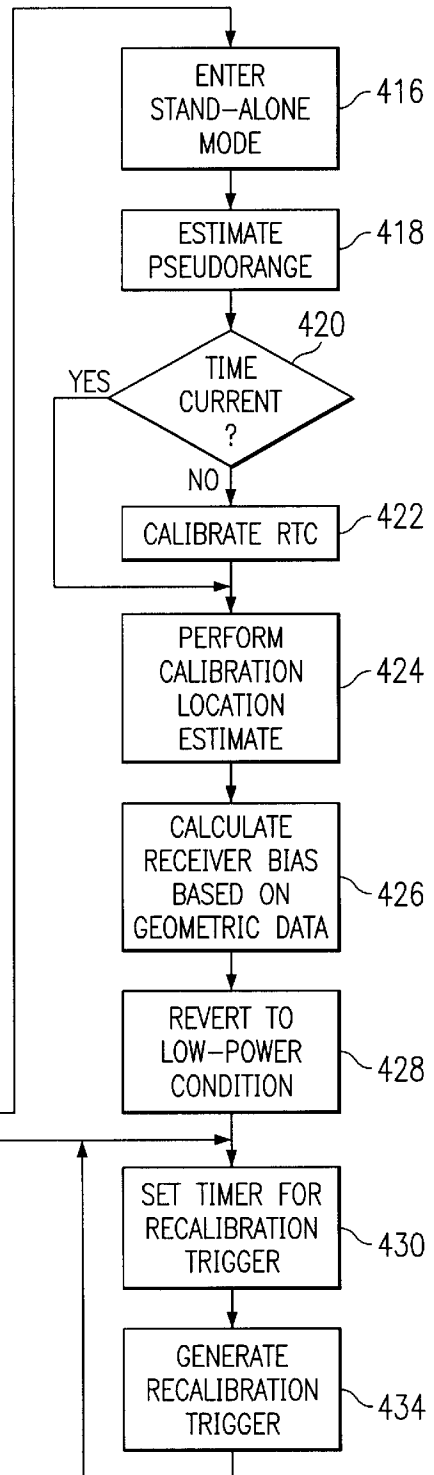 ENTER
STAND-ALONE
MODE
416
ESTIMATE
PSEUDORANGE
418
420
TIME
CURRENT
?
YES
NO
CALIBRATE RTC
422
PERFORM
CALIBRATION
LOCATION
ESTIMATE
424
CALCULATE
RECEIVER BIAS
BASED ON
GEOMETRIC DATA
426
REVERT TO
LOW-POWER
CONDITION
428
SET TIMER FOR
RECALIBRATION
TRIGGER
430
GENERATE
RECALIBRATION
TRIGGER
434